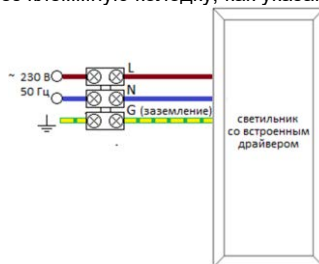 ~ 230 В
50 Гц
L
N
G (заземление)
светильник
со встроенным
драйвером